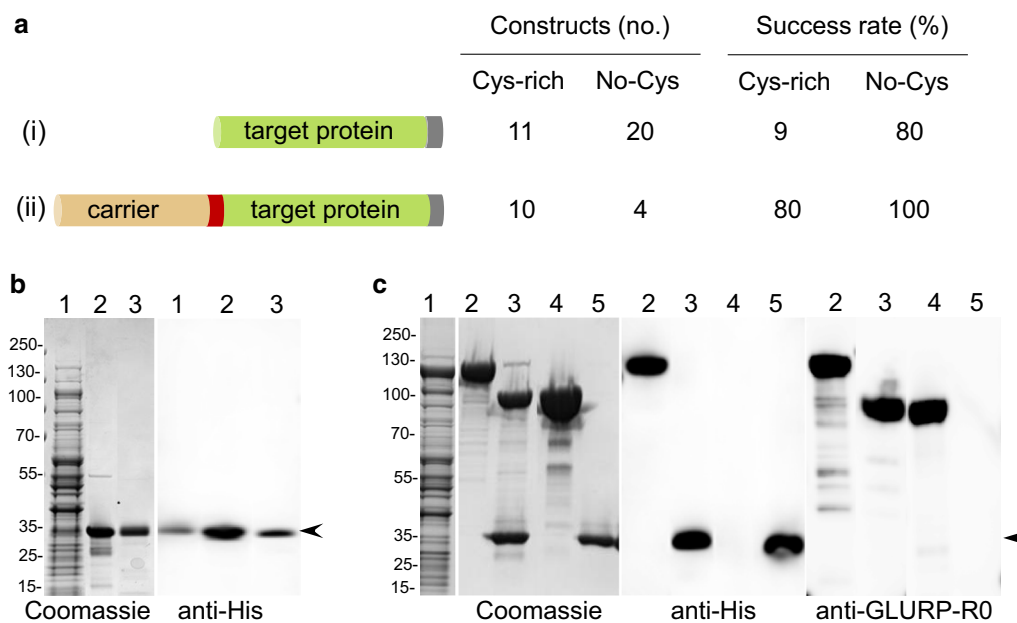 a
Constructs (no.) Success rate (%)
Cys-rich No-Cys Cys-rich No-Cys
(i) target protein 11 20 9 80
(ii) carrier target protein 10 4 80 100
b
1 2 3 1 2 3
250-
130-
100-
70-
55-
35-
25-
15-
Coomassie anti-His
c
1 2 3 4 5 2 3 4 5 2 3 4 5
250-
130-
100-
70-
55-
35-
25-
15-
Coomassie anti-His anti-GLURP-R0